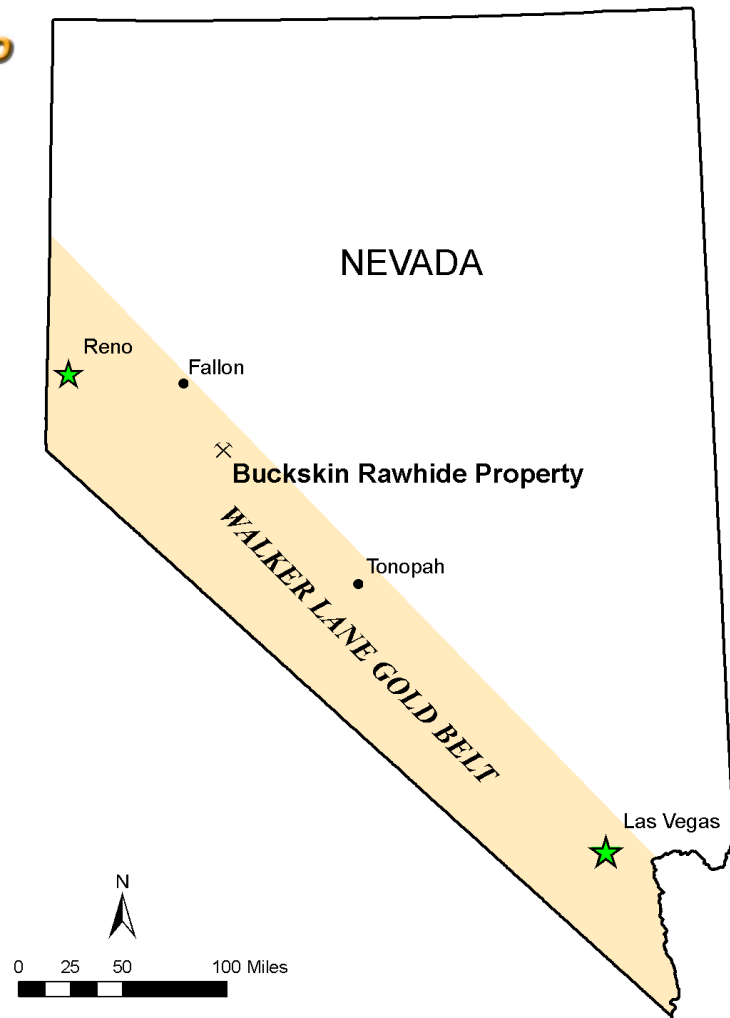 NEVADA
Reno
Fallon
Buckskin Rawhide Property
WALKER LANE GOLD BELT
Tonopah
Las Vegas
N
0 25 50 100 Miles